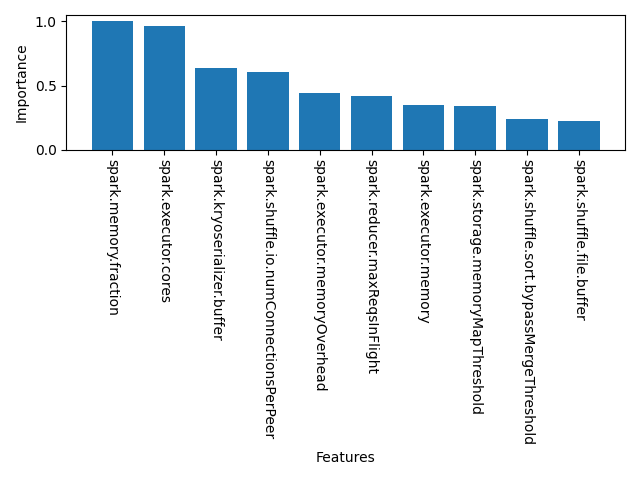 Importance
1.0
0.5
0.0
spark.memory.fraction
spark.executor.cores
spark.kryoserializer.buffer
spark.shuffle.io.numConnectionsPerPeer
spark.executor.memoryOverhead
spark.reducer.maxReqsInFlight
spark.executor.memory
spark.storage.memoryMapThreshold
spark.shuffle.sort.bypassMergeThreshold
spark.shuffle.file.buffer
Features